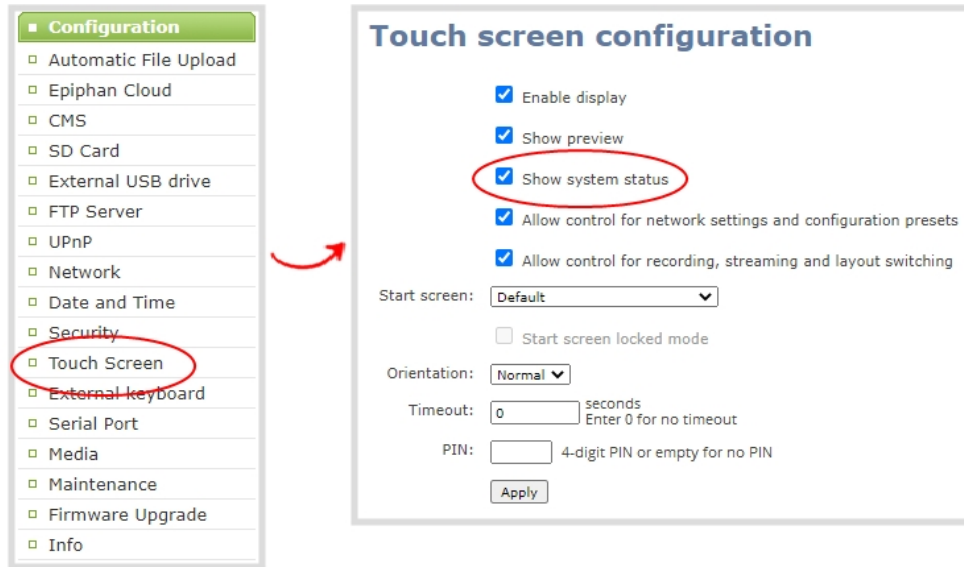 Configuration
Automatic File Upload
Epiphan Cloud
CMS
SD Card
External USB drive
FTP Server
UPnP
Network
Date and Time
Security
Touch Screen
External keyboard
Serial Port
Media
Maintenance
Firmware Upgrade
Info
Touch screen configuration
Enable display
Show preview
Show system status
Allow control for network settings and configuration presets
Allow control for recording, streaming and layout switching
Start screen: Default
Start screen locked mode
Orientation: Normal
Timeout: 0 seconds
Enter 0 for no timeout
PIN: 4-digit PIN or empty for no PIN
Apply